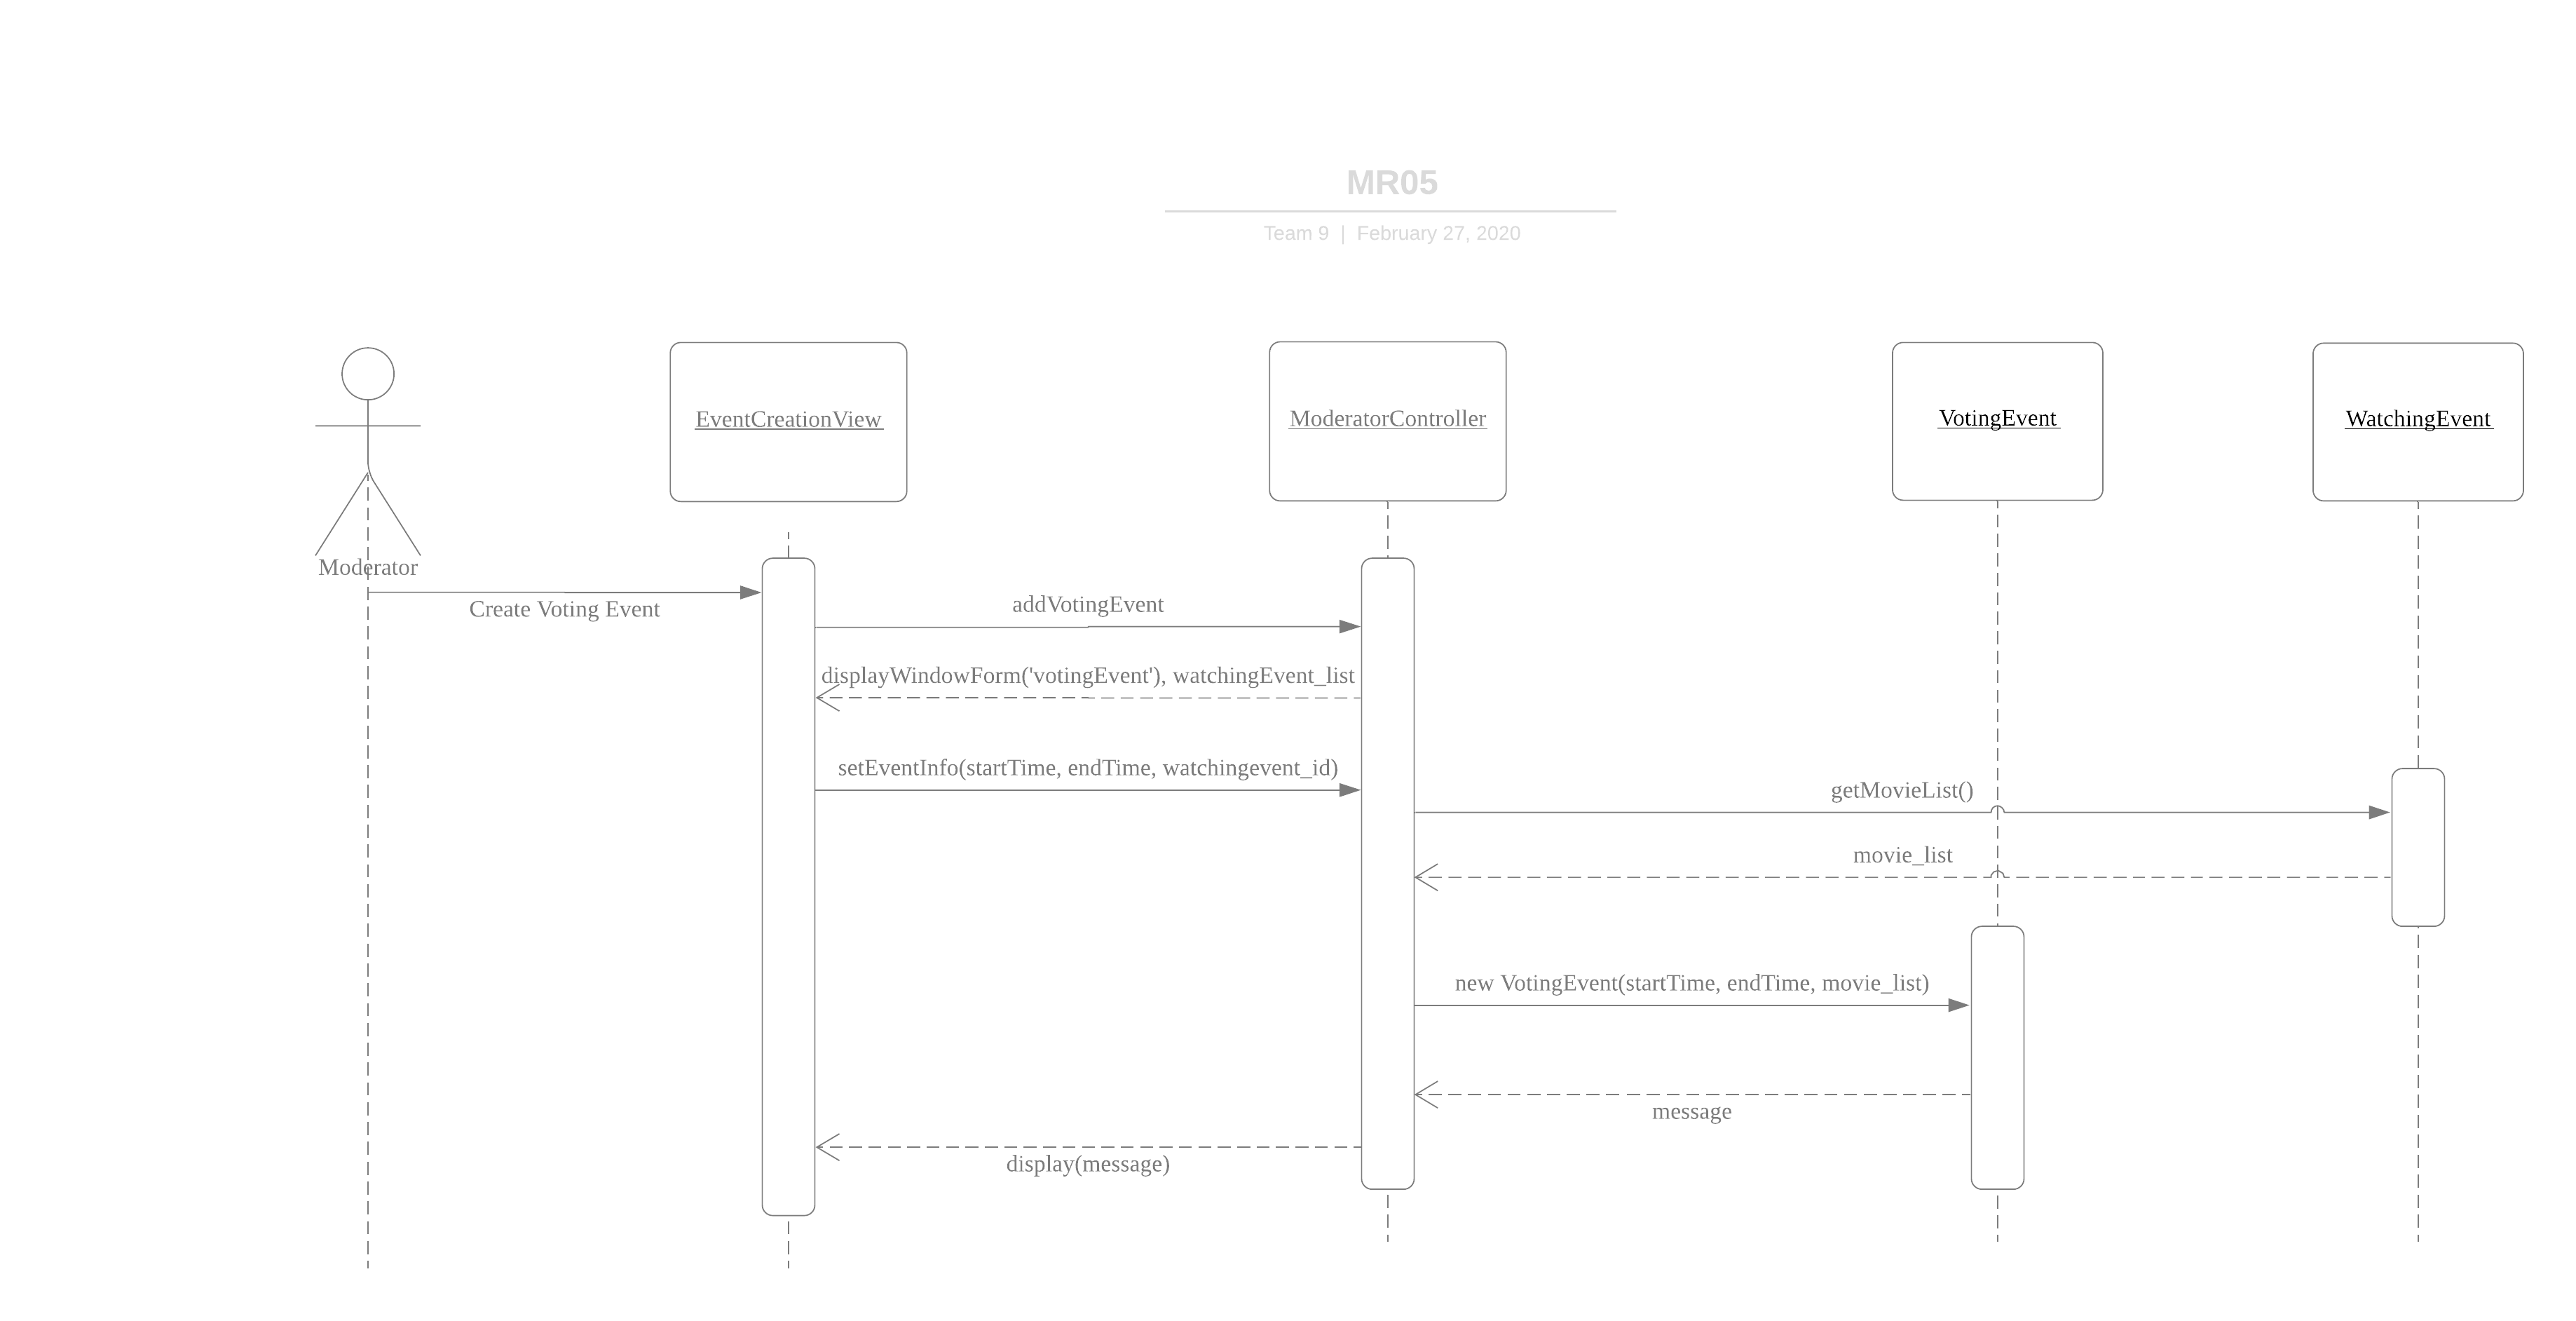 MR05
Team 9 | February 27, 2020
EventCreationView
ModeratorController
VotingEvent
WatchingEvent
Moderator
Create Voting Event
addVotingEvent
displayWindowForm('votingEvent'), watchingEvent_list
setEventInfo(startTime, endTime, watchingevent_id)
getMovieList()
movie_list
new VotingEvent(startTime, endTime, movie_list)
message
display(message)